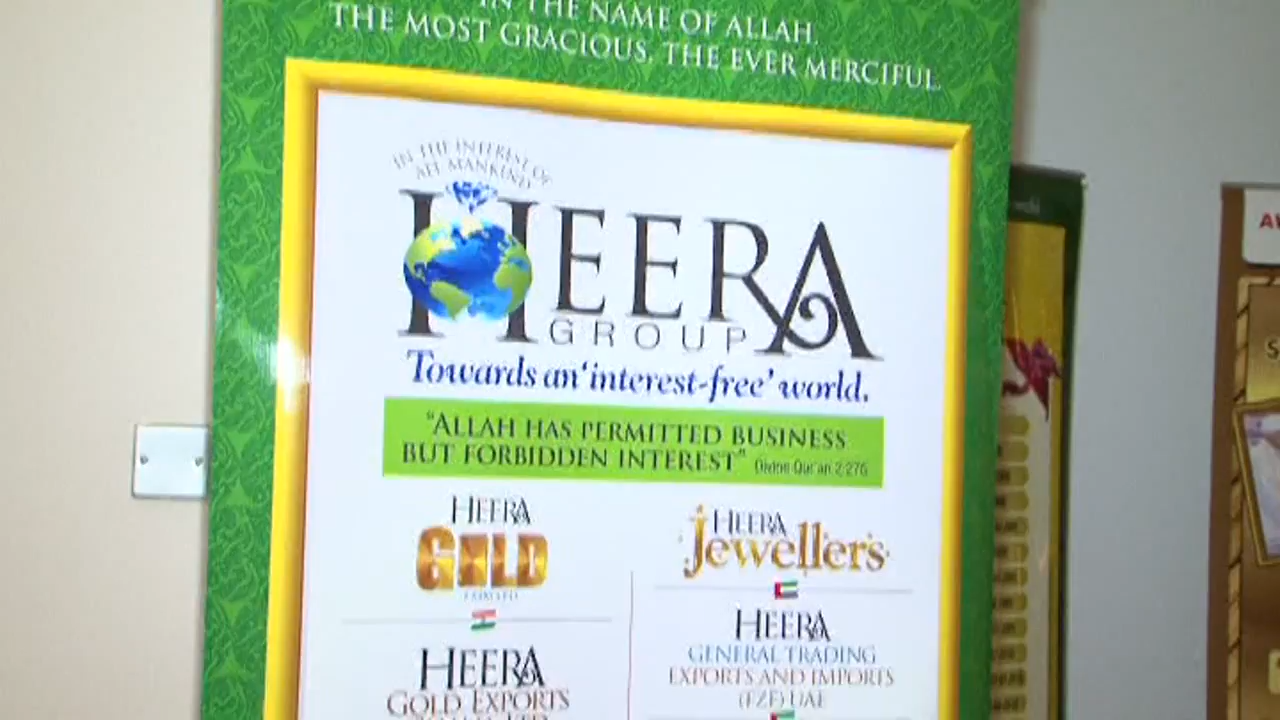 IN THE NAME OF ALLAH,
THE MOST GRACIOUS, THE EVER MERCIFUL
IN THE INTEREST OF
ALL MANKIND
HEERA
GROUP
Towards an 'interest-free' world.
"ALLAH HAS PERMITTED BUSINESS
BUT FORBIDDEN INTEREST" Divine Qur'an 2:275
HEERA
GOLD
LIMITED
HEERA
GOLD EXPORTS
LTD
HEERA
Jewellers
HEERA
GENERAL TRADING
EXPORTS AND IMPORTS
(FZE) UAE